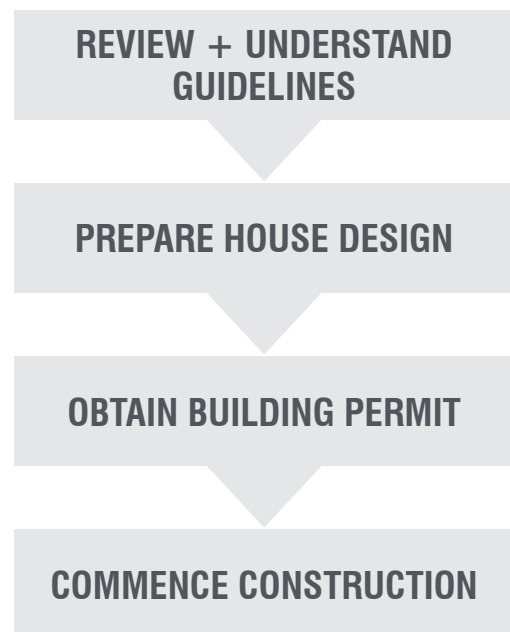 REVIEW + UNDERSTAND
GUIDELINES
PREPARE HOUSE DESIGN
OBTAIN BUILDING PERMIT
COMMENCE CONSTRUCTION